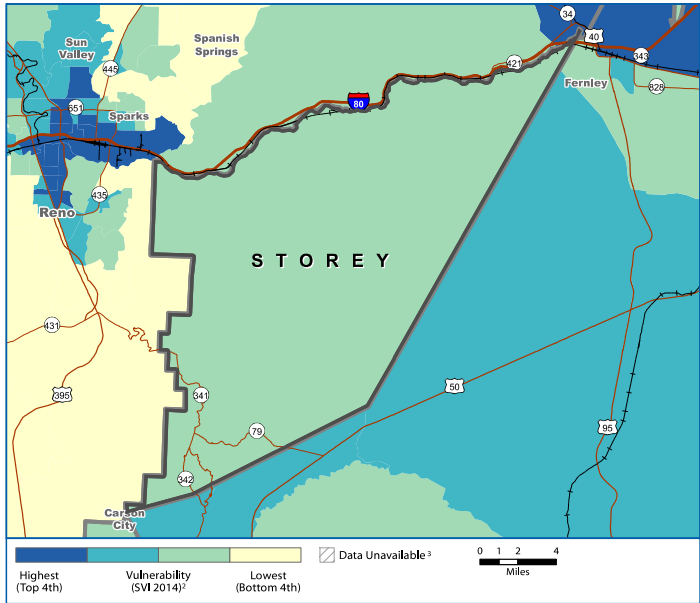 34
40
Spanish
Springs
Sun
Valley
421
343
445
Fernley
828
80
651
Sparks
435
Reno
S T O R E Y
431
395
50
341
79
95
342
Carson
City
Highest
(Top 4th)
Vulnerability
(SVI 2014)2
Lowest
(Bottom 4th)
Data Unavailable 3
0 1 2 4
Miles